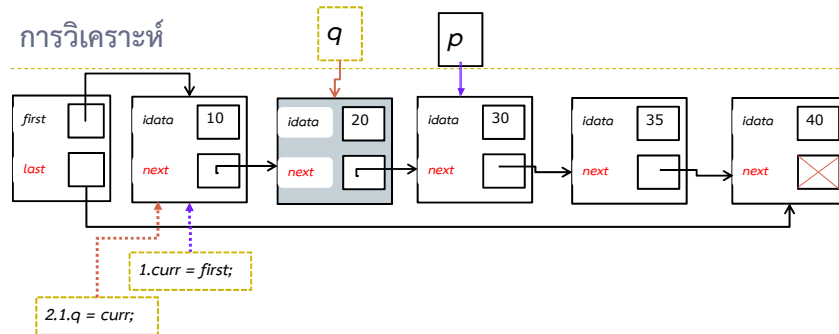 การวิเคราะห์
q
p
first
last
idata 10
next
idata 20
next
idata 30
next
idata 35
next
idata 40
next
1.curr = first;
2.1.q = curr;